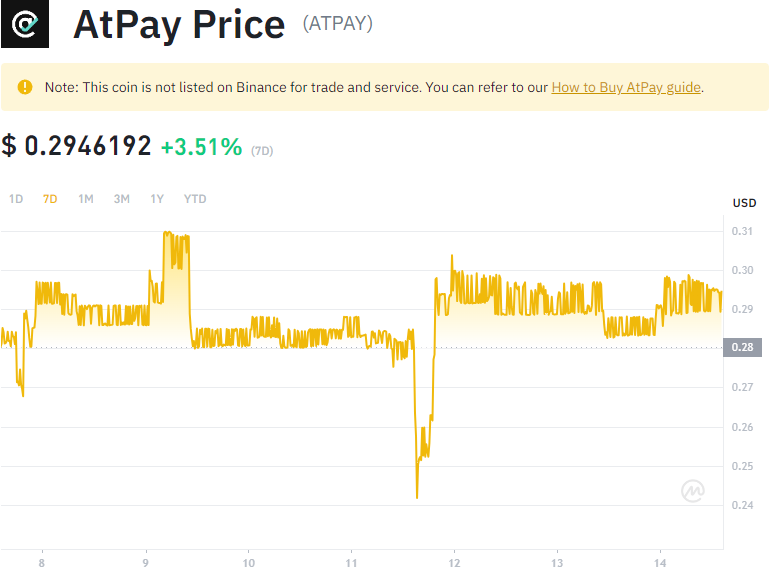 AtPay Price (ATPAY)
Note: This coin is not listed on Binance for trade and service. You can refer to our How to Buy AtPay guide.
$ 0.2946192 +3.51% (7D)
1D 7D 1M 3M 1Y YTD
USD
0.31
0.30
0.29
0.28
0.27
0.26
0.25
0.24
8 9 10 11 12 13 14